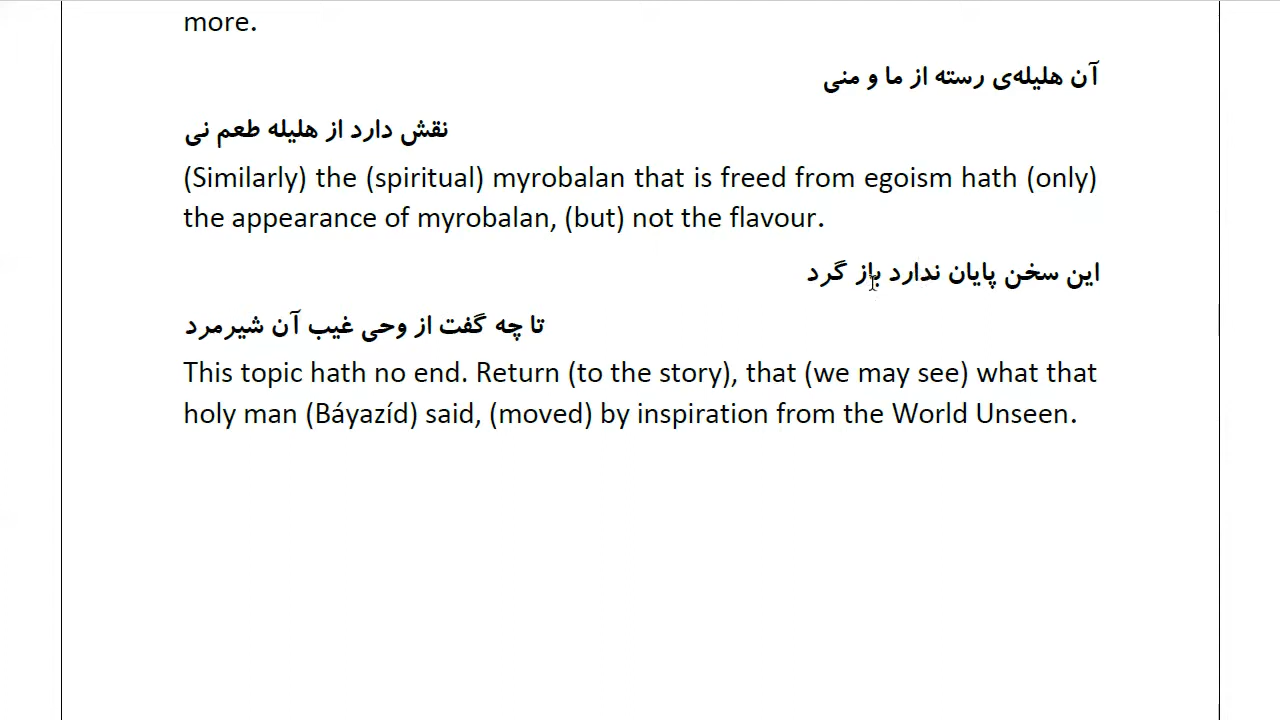 more.
آن هلیله‌ی رسته از ما و منی
نقش دارد از هلیله طعم نی
(Similarly) the (spiritual) myrobalan that is freed from egoism hath (only)
the appearance of myrobalan, (but) not the flavour.
این سخن پایان ندارد باز گرد
تا چه گفت از وحی غیب آن شیرمرد
This topic hath no end. Return (to the story), that (we may see) what that
holy man (Báyazíd) said, (moved) by inspiration from the World Unseen.